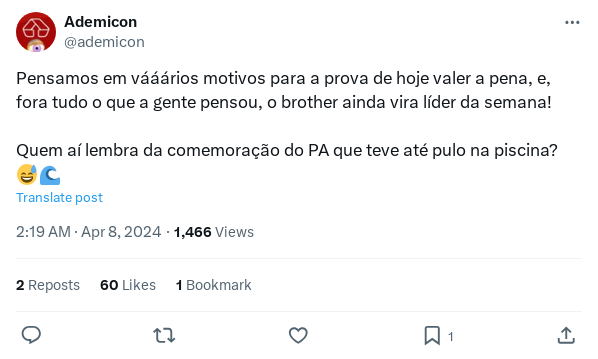 Ademicon
@ademicon
Pensamos em váááários motivos para a prova de hoje valer a pena, e,
fora tudo o que a gente pensou, o brother ainda vira líder da semana!
Quem aí lembra da comemoração do PA que teve até pulo na piscina?
😅🌊
Translate post
2:19 AM · Apr 8, 2024 · 1,466 Views
2 Reposts 60 Likes 1 Bookmark
1